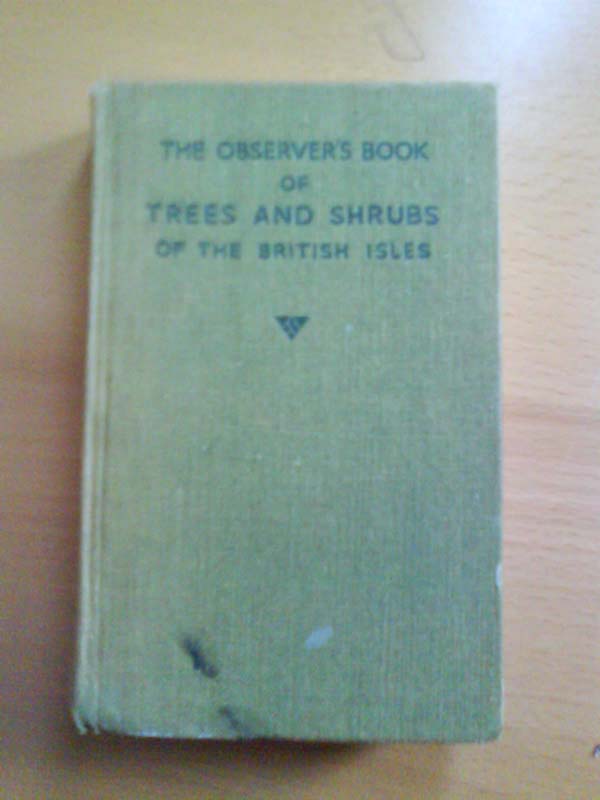 THE OBSERVER'S BOOK
OF
TREES AND SHRUBS
OF THE BRITISH ISLES